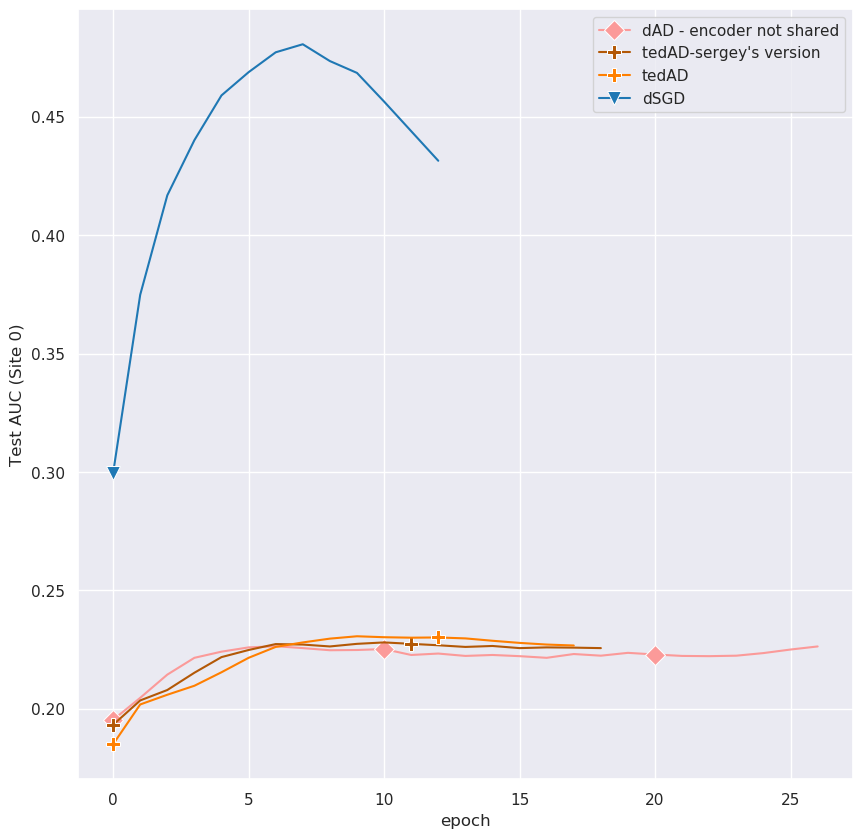 dAD - encoder not shared
tedAD-sergey's version
tedAD
dSGD
0.45
0.40
0.35
0.30
0.25
0.20
Test AUC (Site 0)
0 5 10 15 20 25
epoch